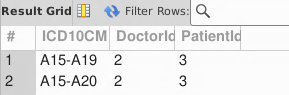 Result Grid Filter Rows:
# ICD10CM DoctorId PatientId
1 A15-A19 2 3
2 A15-A20 2 3